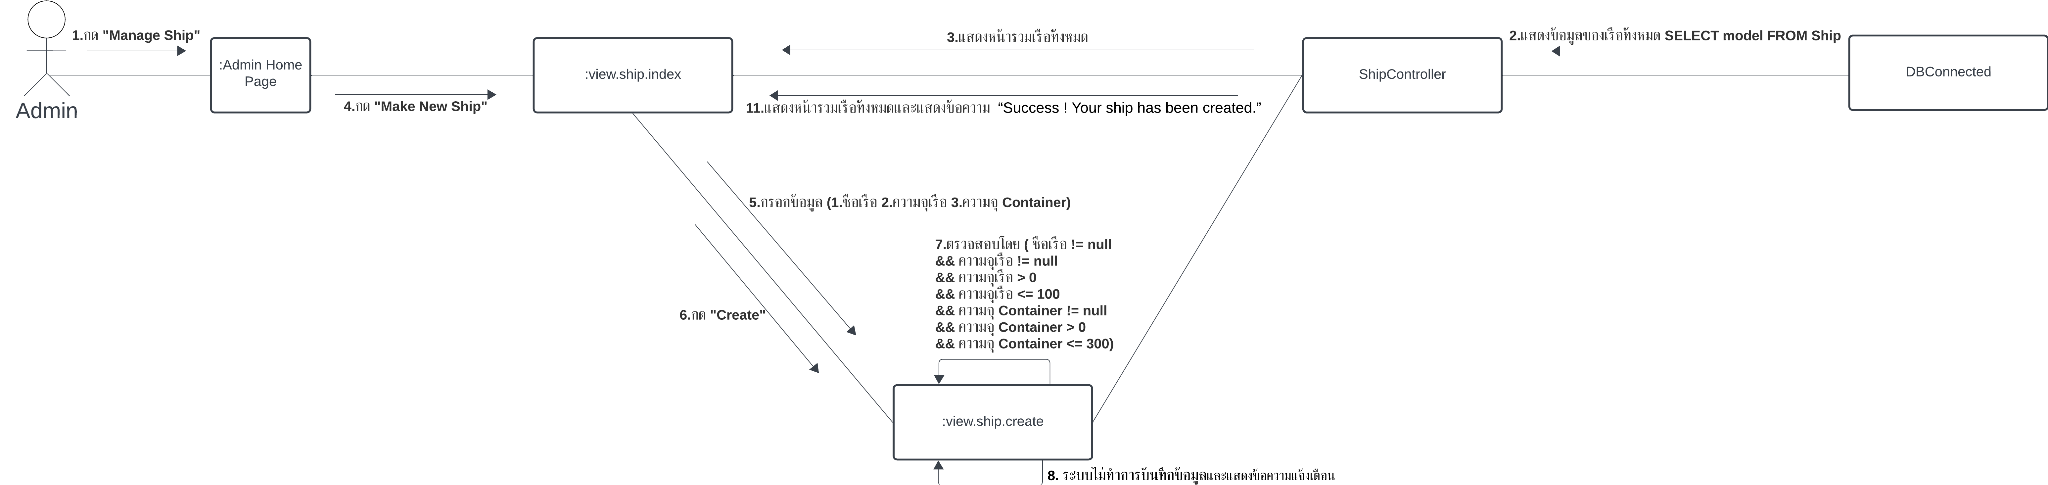 1.กด "Manage Ship"
3.แสดงหน้ารวมเรือทั้งหมด
2.แสดงข้อมูลของเรือทั้งหมด SELECT model FROM Ship
:Admin Home
Page
:view.ship.index
ShipController
DBConnected
Admin
4.กด "Make New Ship"
11.แสดงหน้ารวมเรือทั้งหมดและแสดงข้อความ “Success ! Your ship has been created.”
5.กรอกข้อมูล (1.ชื่อเรือ 2.ความจุเรือ 3.ความจุ Container)
7.ตรวจสอบโดย ( ชื่อเรือ != null
&& ความจุเรือ != null
&& ความจุเรือ > 0
&& ความจุเรือ <= 100
&& ความจุ Container != null
&& ความจุ Container > 0
&& ความจุ Container <= 300)
6.กด "Create"
:view.ship.create
8. ระบบไม่ทำการบันทึกข้อมูลและแสดงข้อความแจ้งเตือน